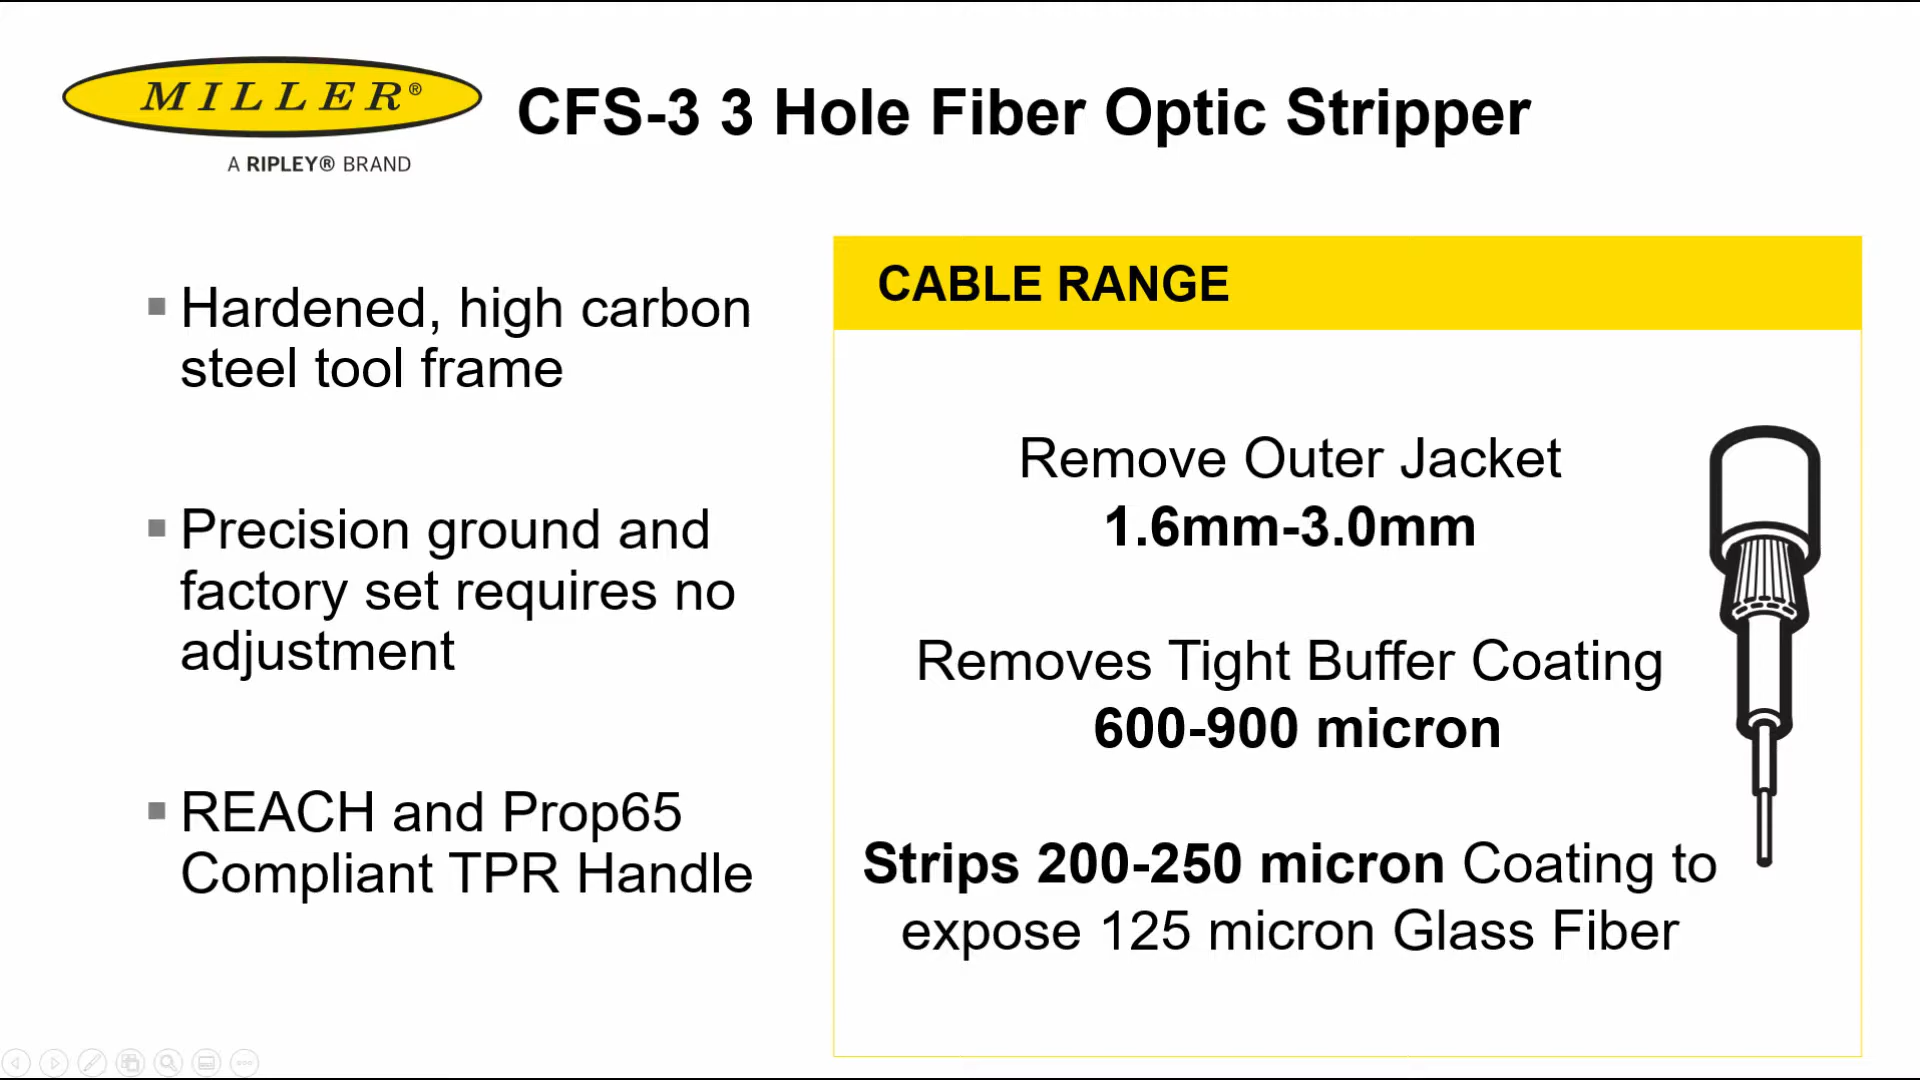 MILLER®
A RIPLEY® BRAND
CFS-3 3 Hole Fiber Optic Stripper
Hardened, high carbon
steel tool frame
Precision ground and
factory set requires no
adjustment
REACH and Prop65
Compliant TPR Handle
CABLE RANGE
Remove Outer Jacket
1.6mm-3.0mm
Removes Tight Buffer Coating
600-900 micron
Strips 200-250 micron Coating to
expose 125 micron Glass Fiber